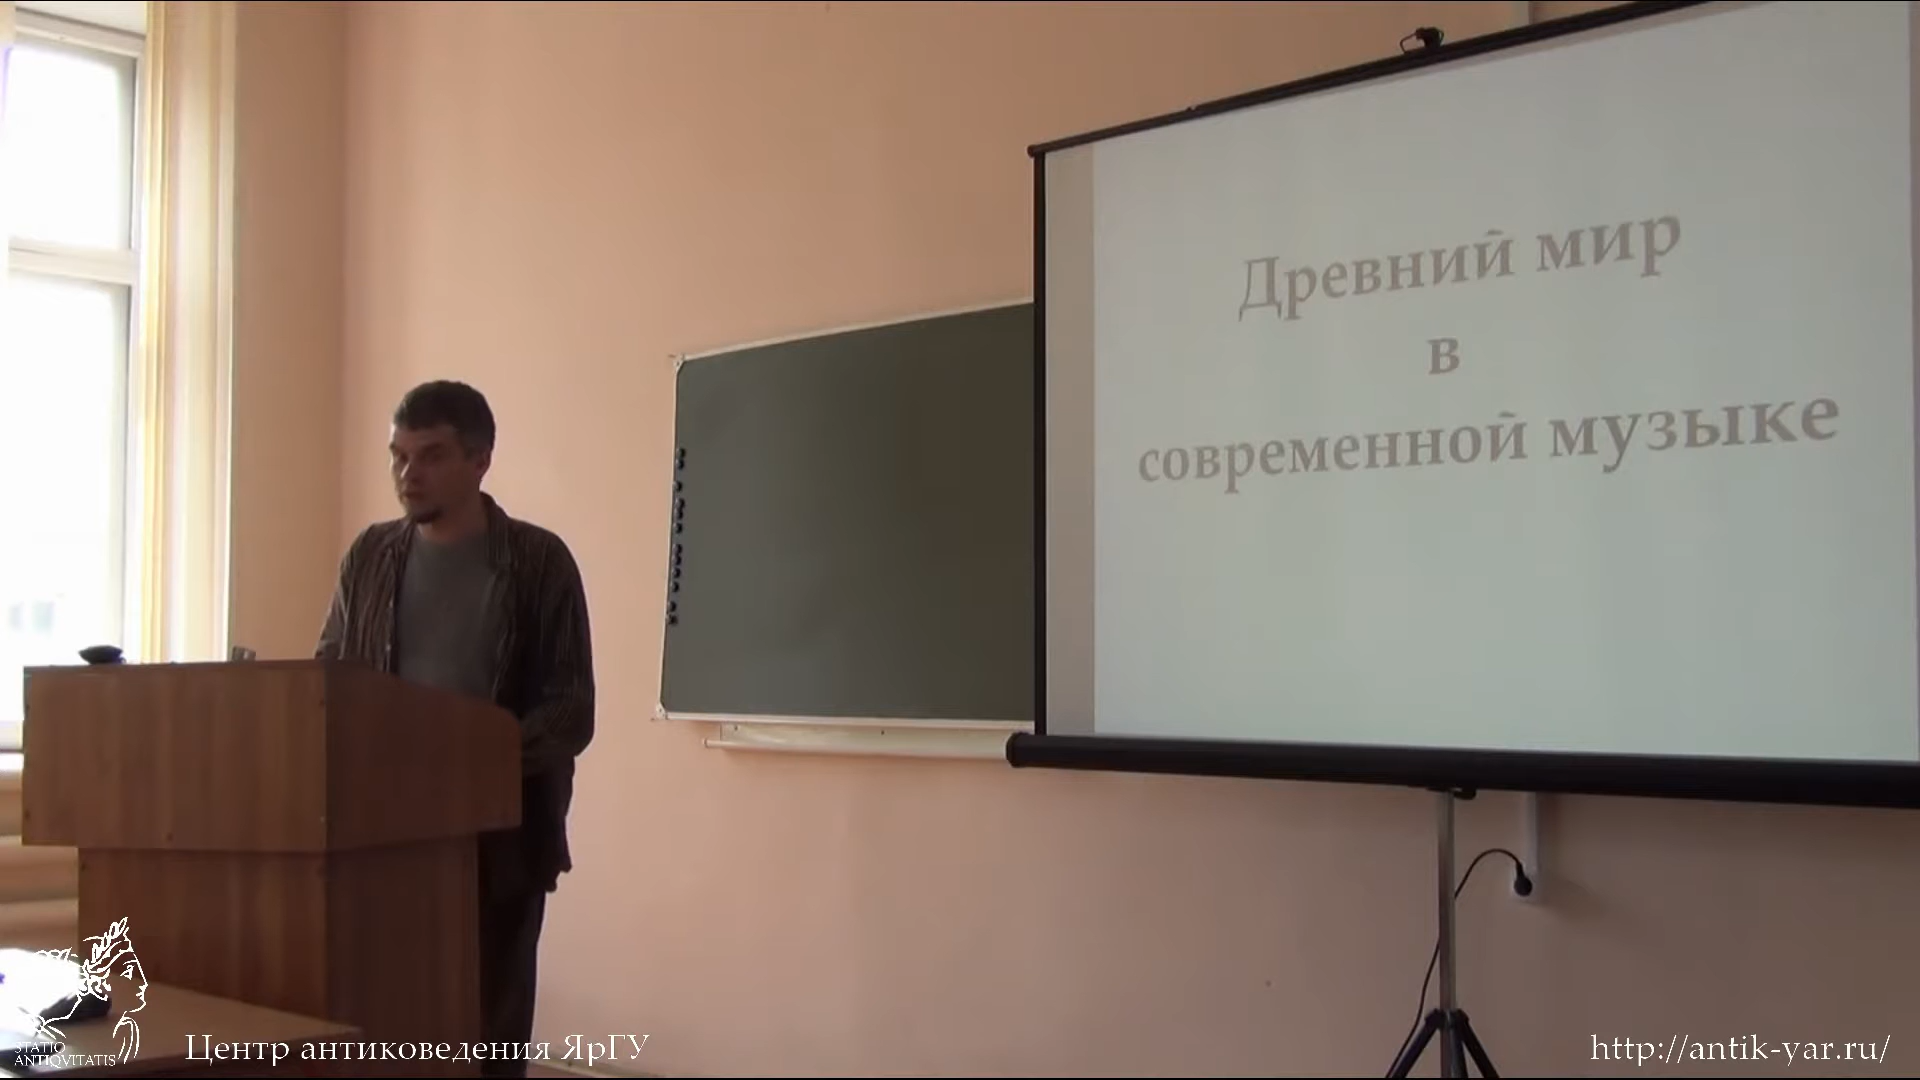 Древний мир
в
современной музыке
STATIO
ANTIQVITATIS
Центр антиковедения ЯрГУ
http://antik-yar.ru/